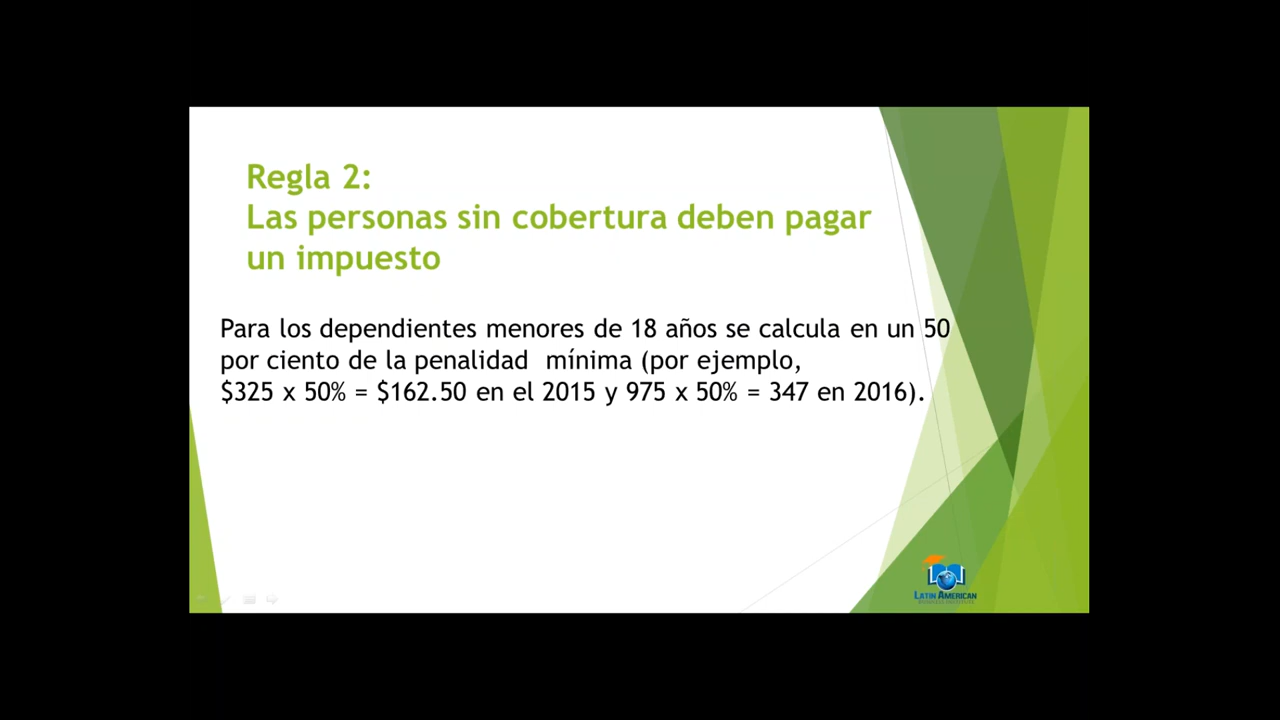 Regla 2:
Las personas sin cobertura deben pagar
un impuesto
Para los dependientes menores de 18 años se calcula en un 50
por ciento de la penalidad  mínima (por ejemplo,
$325 x 50% = $162.50 en el 2015 y 975 x 50% = 347 en 2016).
LATIN AMERICAN